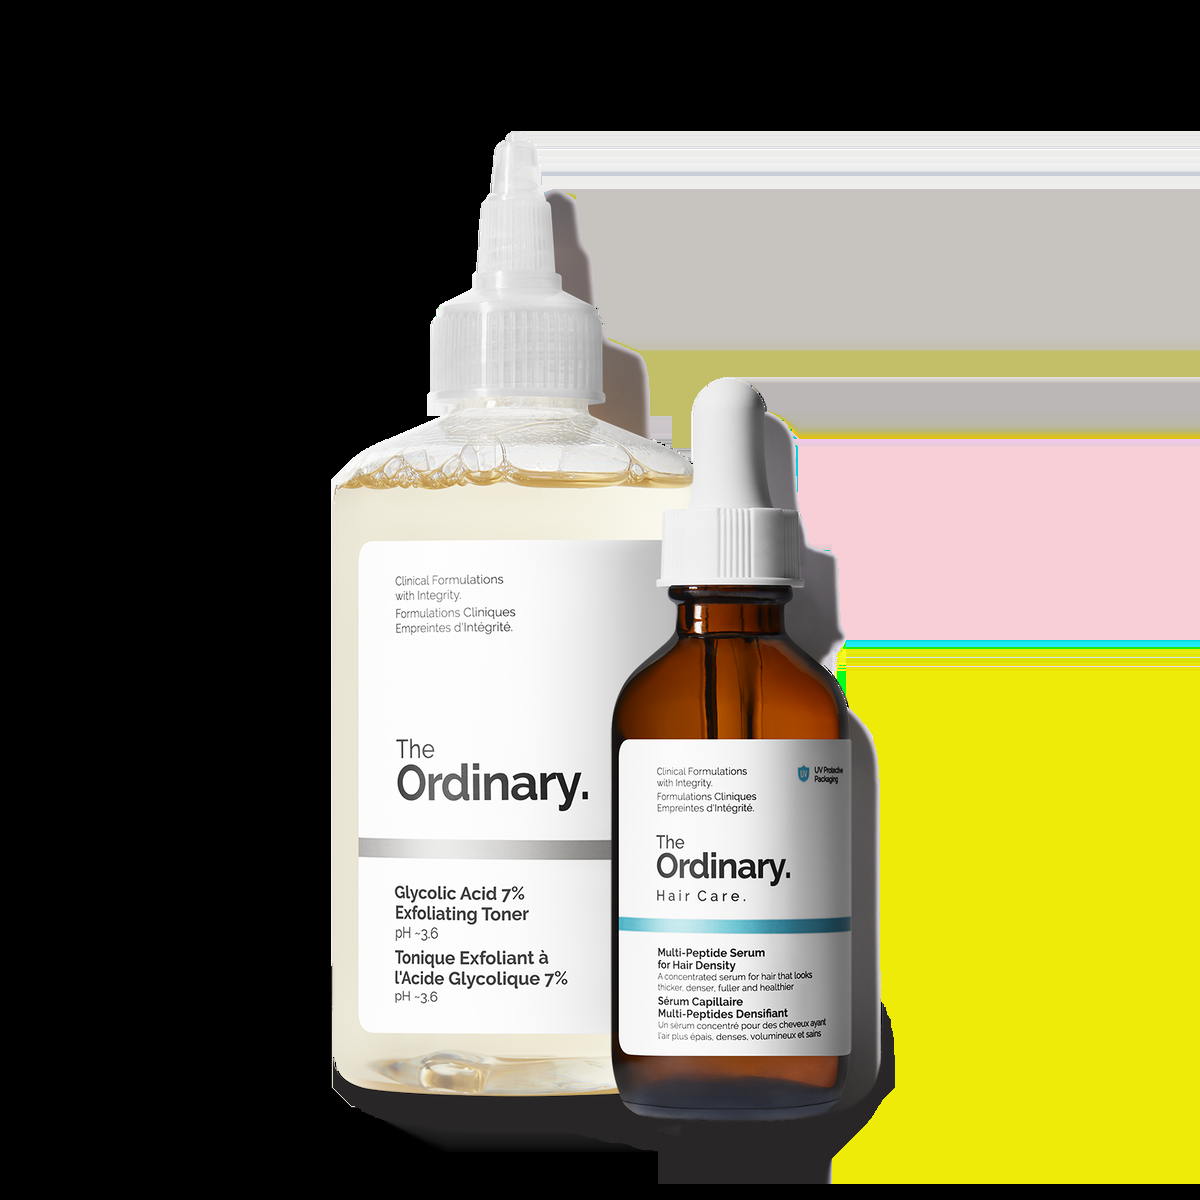 Clinical Formulations
with Integrity.
Formulations Cliniques
Empreintes d'Intégrité.
The
Ordinary.
Glycolic Acid 7%
Exfoliating Toner
pH ~3.6
Tonique Exfoliant à
l'Acide Glycolique 7%
pH ~3.6
Clinical Formulations
with Integrity.
Formulations Cliniques
Empreintes d'Intégrité.
UV
UV Protective
Packaging
The
Ordinary.
Hair Care.
Multi-Peptide Serum
for Hair Density
A concentrated serum for hair that looks
thicker, denser, fuller and healthier
Sérum Capillaire
Multi-Peptides Densifiant
Un sérum concentré pour des cheveux ayant
l'air plus épais, denses, volumineux et sains